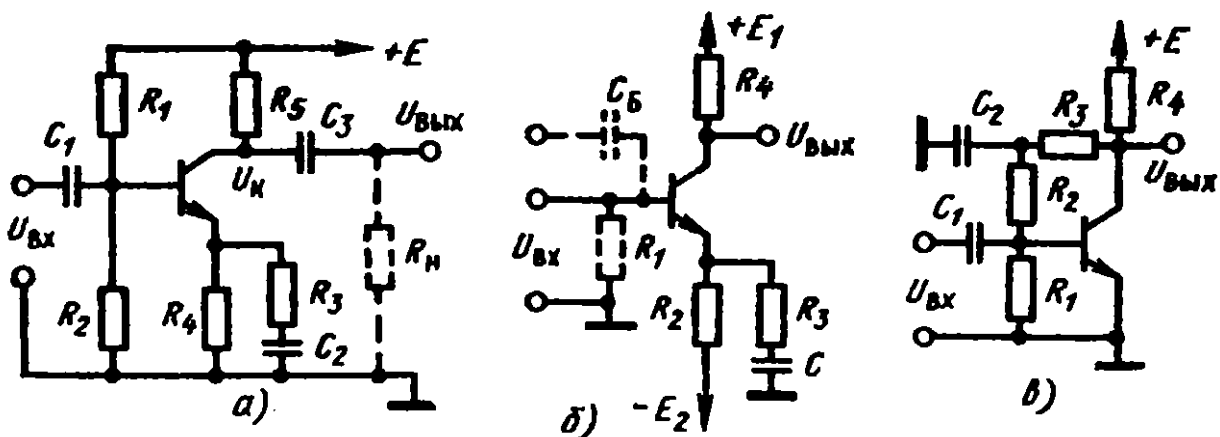 +E
R1
R5
C3
Uвых
C1
Uк
Uвх
Rн
R2
R4
R3
C2
а)
+E1
R4
Cб
Uвых
Uвх
R1
R2
R3
C
-E2
б)
+E
R4
C2
R3
Uвых
R2
C1
Uвх
R1
в)